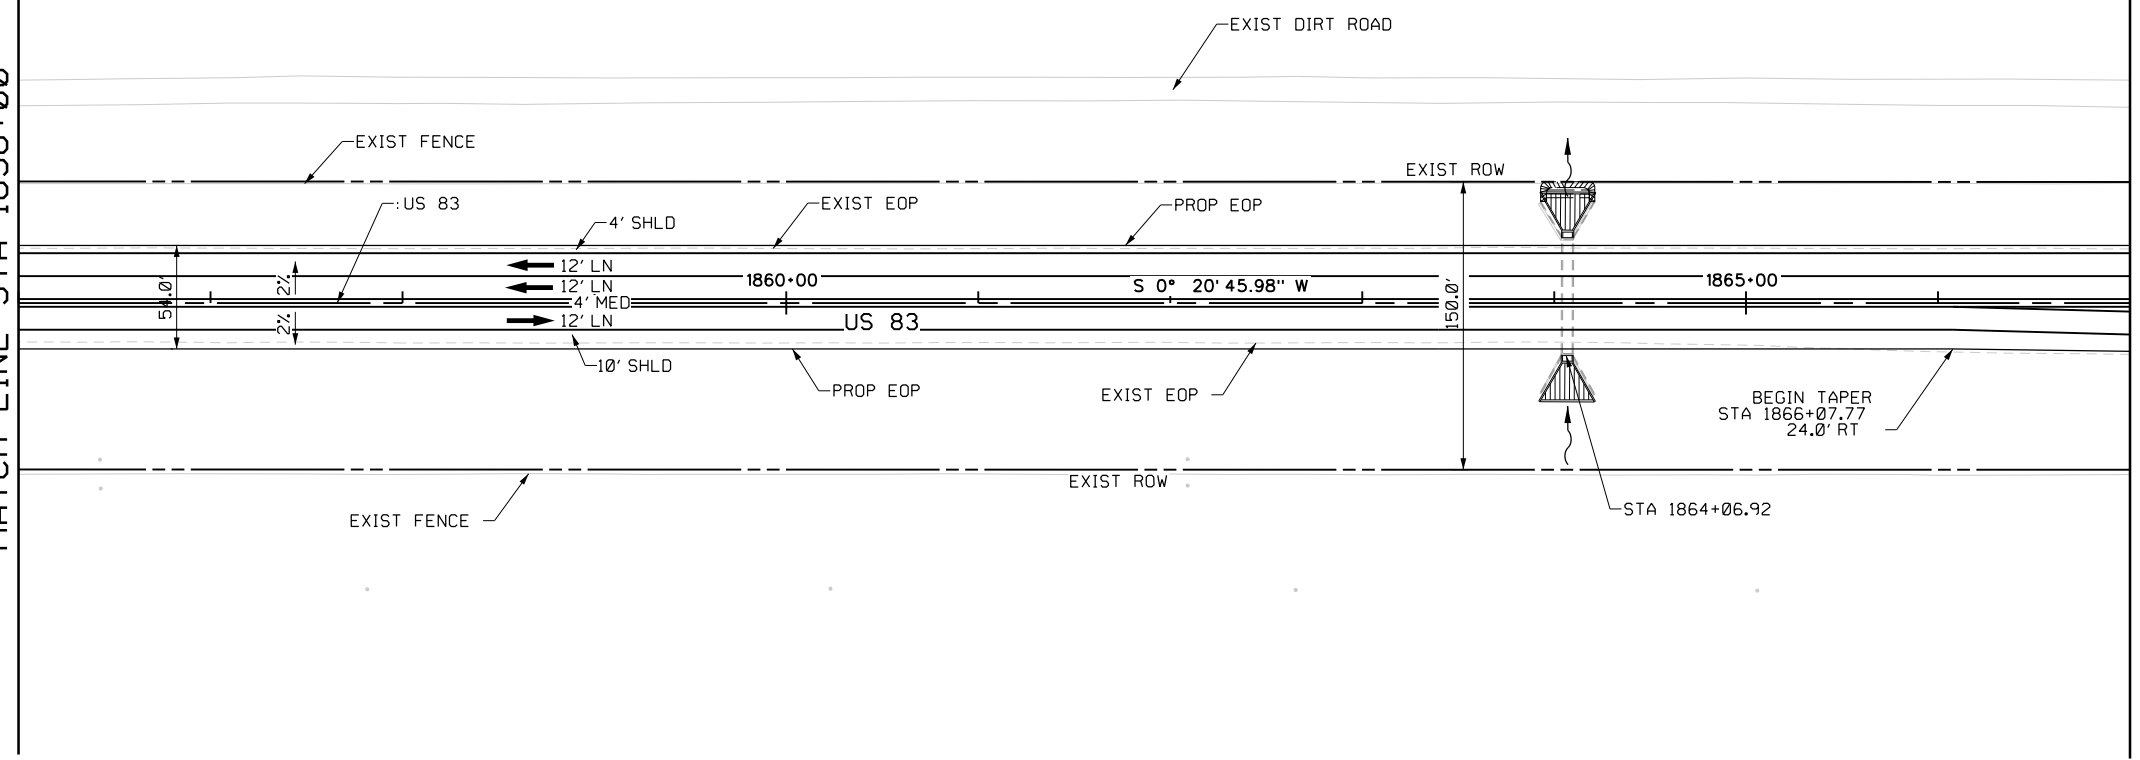 EXIST DIRT ROAD
EXIST FENCE
EXIST ROW
:US 83
EXIST EOP
PROP EOP
4' SHLD
12' LN
12' LN
4' MED
12' LN
54.0'
2%
2%
1860+00
S 0° 20' 45.98" W
1865+00
150.0'
US 83
10' SHLD
PROP EOP
EXIST EOP
BEGIN TAPER
STA 1866+07.77
24.0' RT
EXIST ROW
STA 1864+06.92
EXIST FENCE
MATCH LINE STA